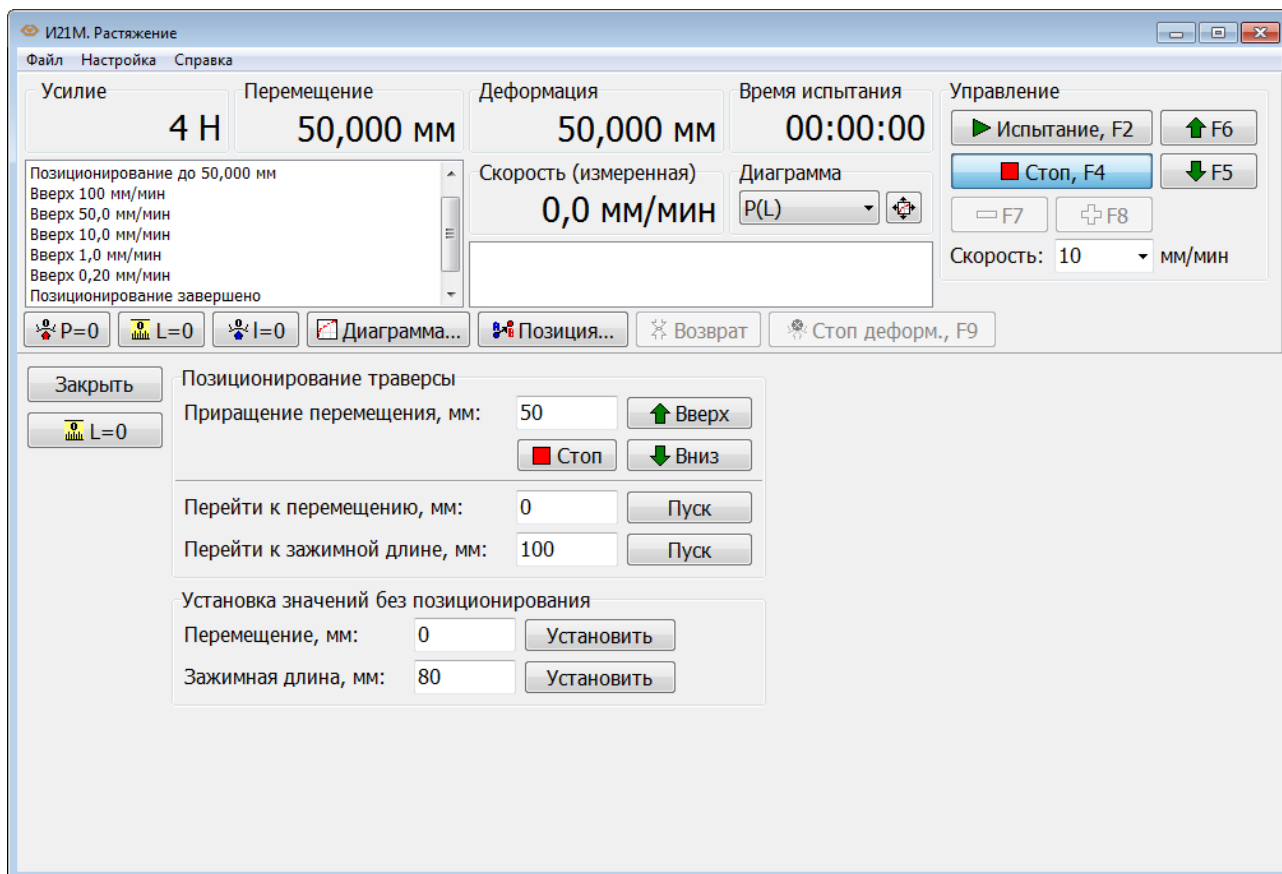 И21М. Растяжение
Файл Настройка Справка
Усилие Перемещение Деформация Время испытания Управление
4 Н 50,000 мм 50,000 мм 00:00:00
Испытание, F2 F6
Стоп, F4 F5
F7 F8
Скорость: 10 мм/мин
Позиционирование до 50,000 мм
Вверх 100 мм/мин
Вверх 50,0 мм/мин
Вверх 10,0 мм/мин
Вверх 1,0 мм/мин
Вверх 0,20 мм/мин
Позиционирование завершено
Скорость (измеренная) Диаграмма
0,0 мм/мин P(L)
P=0 L=0 l=0 Диаграмма... Позиция... Возврат Стоп деформ., F9
Закрыть
L=0
Позиционирование траверсы
Приращение перемещения, мм: 50 Вверх
Стоп Вниз
Перейти к перемещению, мм: 0 Пуск
Перейти к зажимной длине, мм: 100 Пуск
Установка значений без позиционирования
Перемещение, мм: 0 Установить
Зажимная длина, мм: 80 Установить